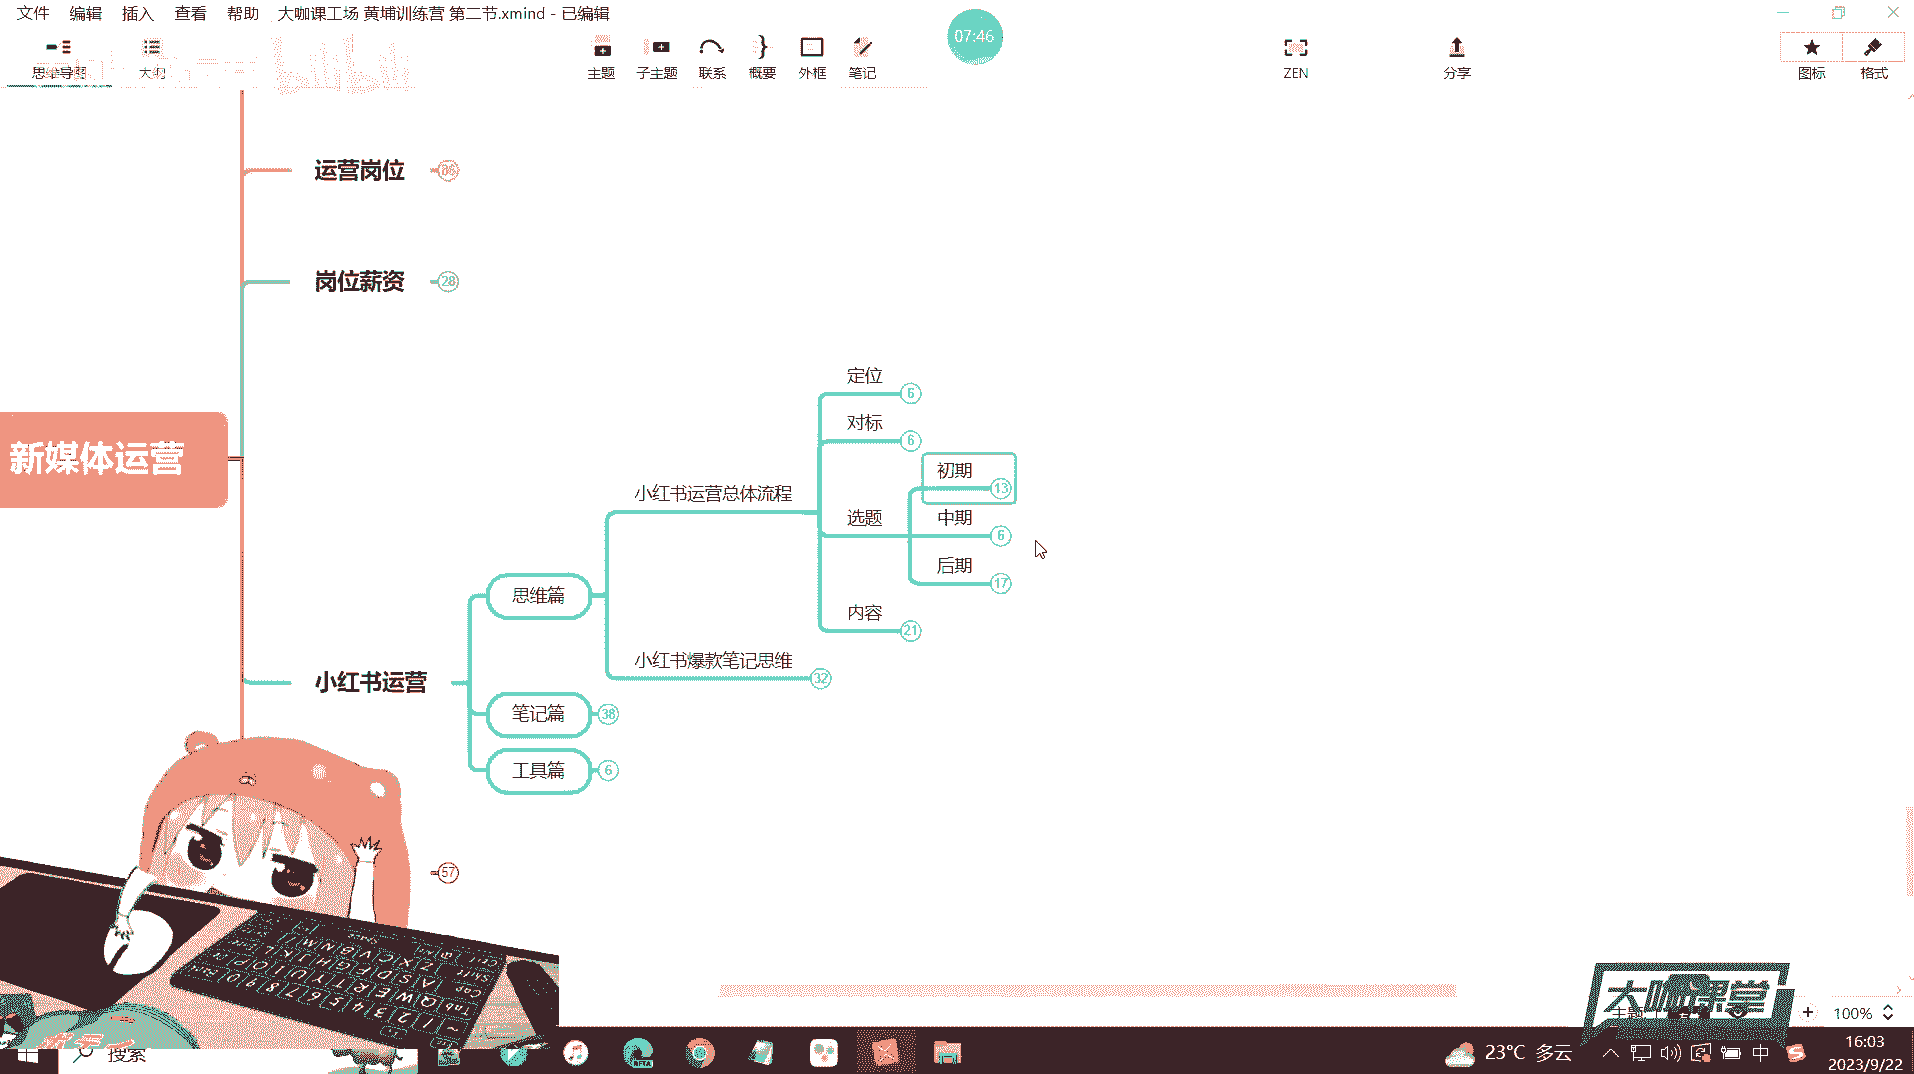 文件 编辑 插入 查看 帮助 大咖课工场 黄埔训练营 第二节.xmind - 已编辑
07:46
思维导图 大纲 主题 子主题 联系 概要 外框 笔记 ZEN 分享 图标 格式
bilibili
运营岗位 86
岗位薪资 28
新媒体运营
定位 6
对标 6
初期 13
小红书运营总体流程
选题
中期 6
后期 17
思维篇
内容 21
小红书爆款笔记思维 32
小红书运营
笔记篇 38
工具篇 6
57
大咖课堂
100%
搜索
23°C 多云
中
16:03
2023/9/22